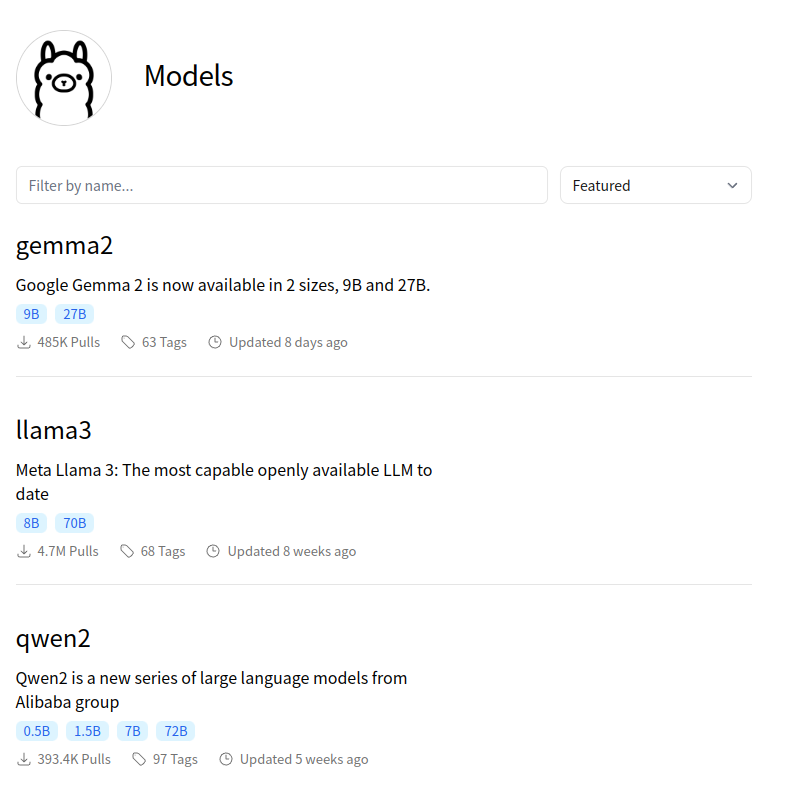 Models
Filter by name...
Featured
gemma2
Google Gemma 2 is now available in 2 sizes, 9B and 27B.
9B 27B
485K Pulls 63 Tags Updated 8 days ago
llama3
Meta Llama 3: The most capable openly available LLM to
date
8B 70B
4.7M Pulls 68 Tags Updated 8 weeks ago
qwen2
Qwen2 is a new series of large language models from
Alibaba group
0.5B 1.5B 7B 72B
393.4K Pulls 97 Tags Updated 5 weeks ago